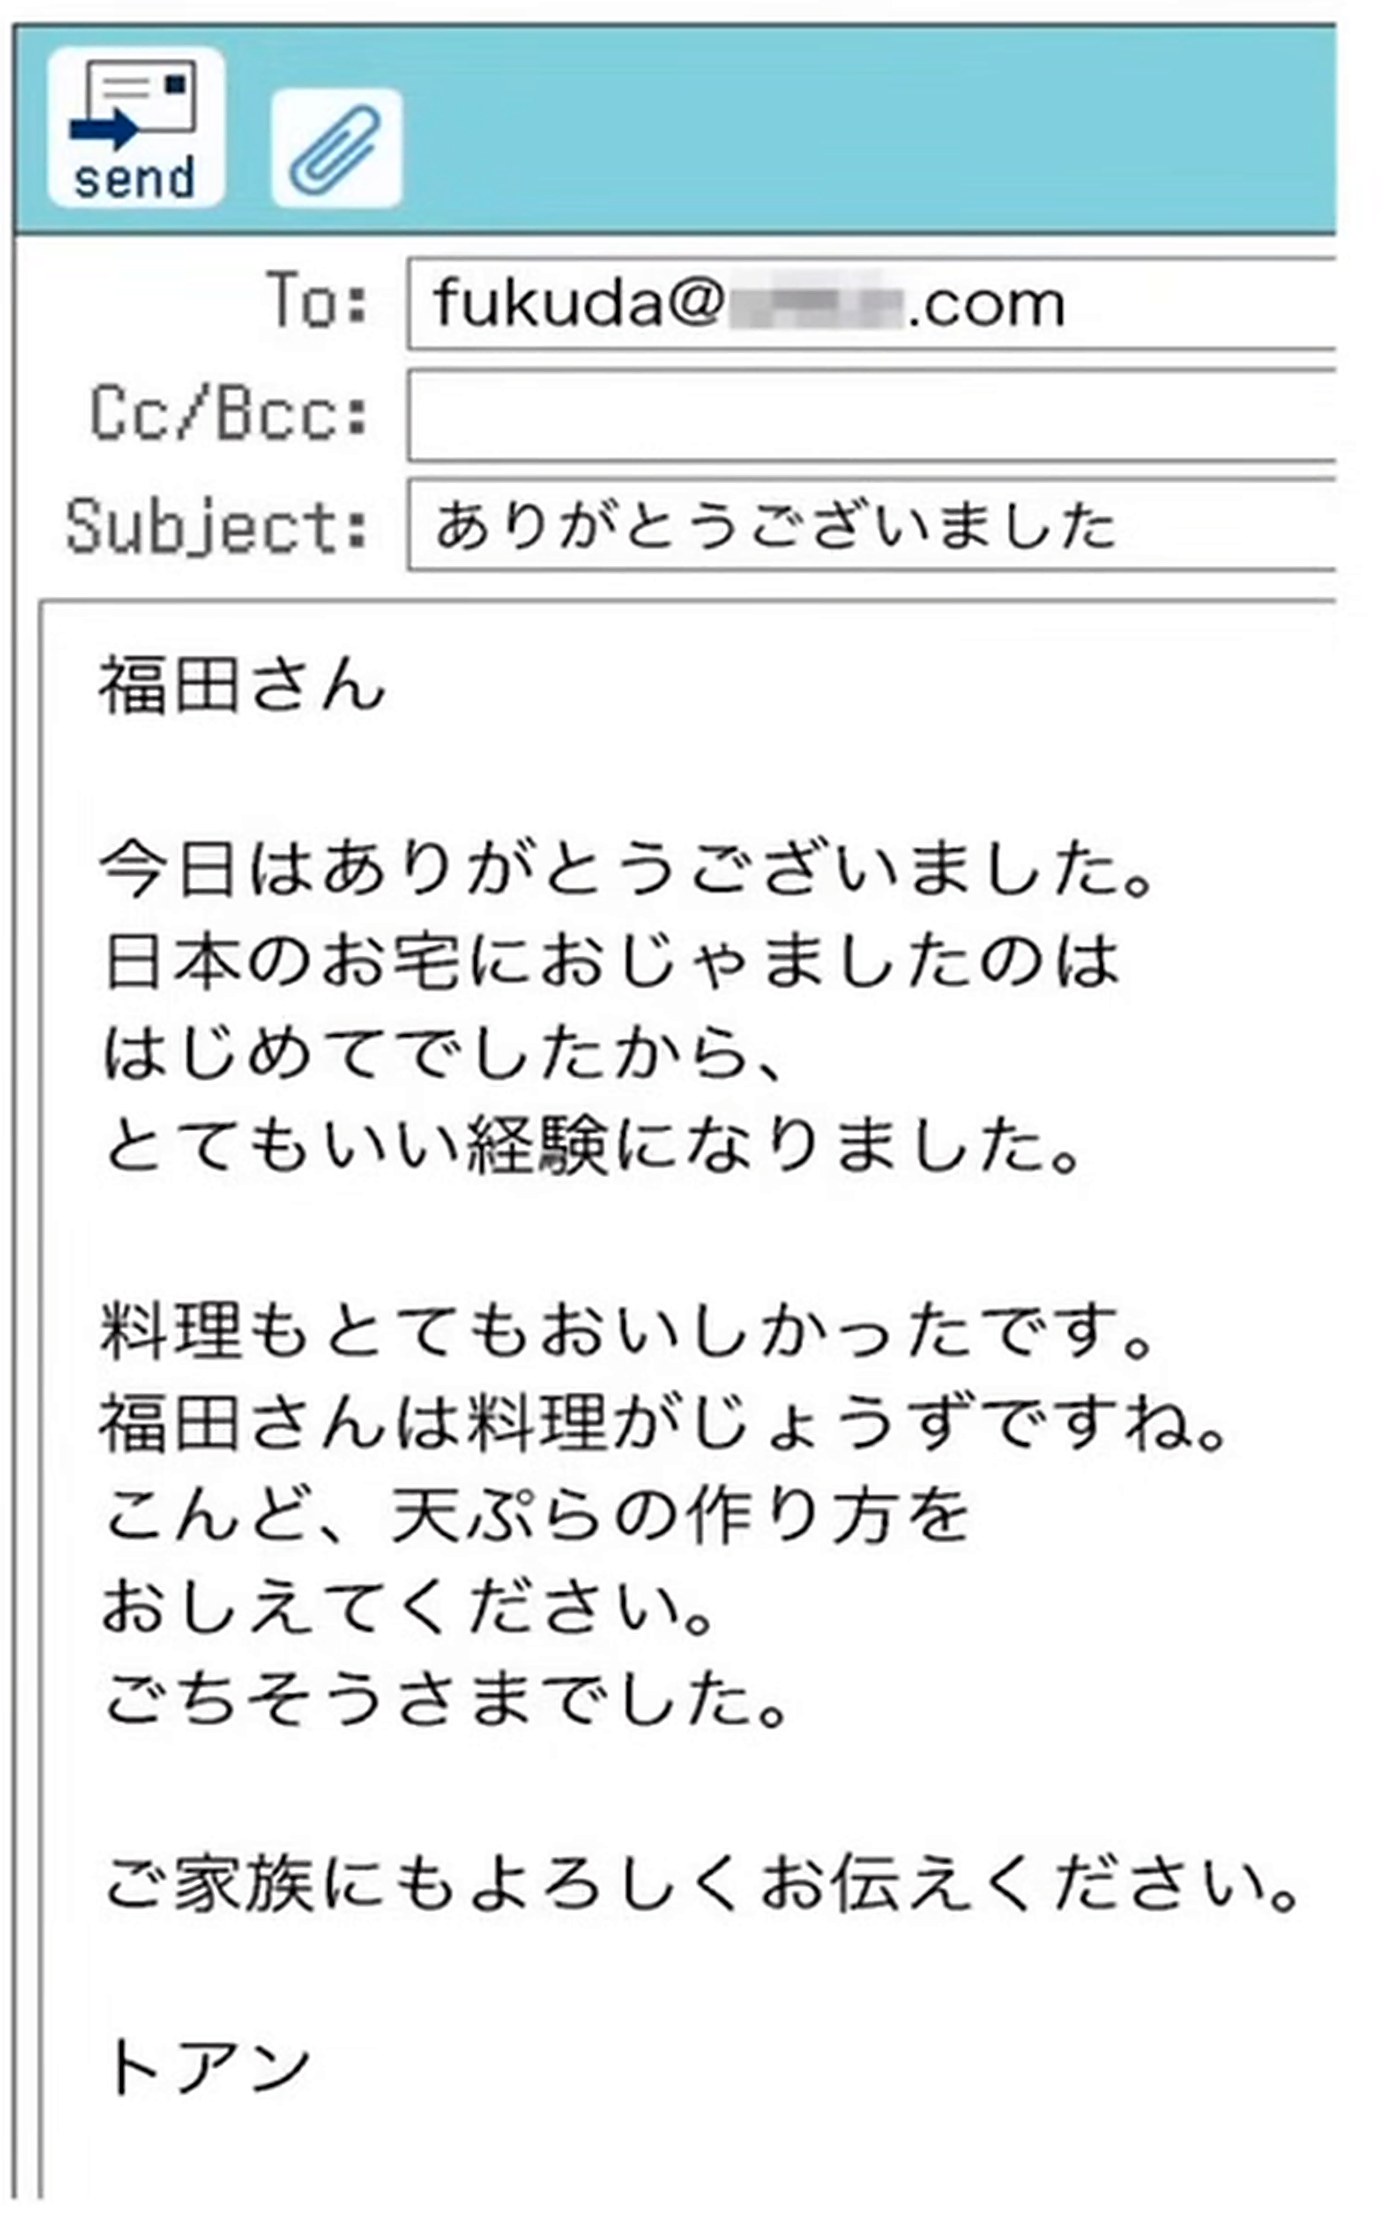 send
To: fukuda@ .com
Cc/Bcc:
Subject: ありがとうございました
福田さん
今日はありがとうございました。
日本のお宅におじゃましたのは
はじめてでしたから、
とてもいい経験になりました。
料理もとてもおいしかったです。
福田さんは料理がじょうずですね。
こんど、天ぷらの作り方を
おしえてください。
ごちそうさまでした。
ご家族にもよろしくお伝えください。
トアン